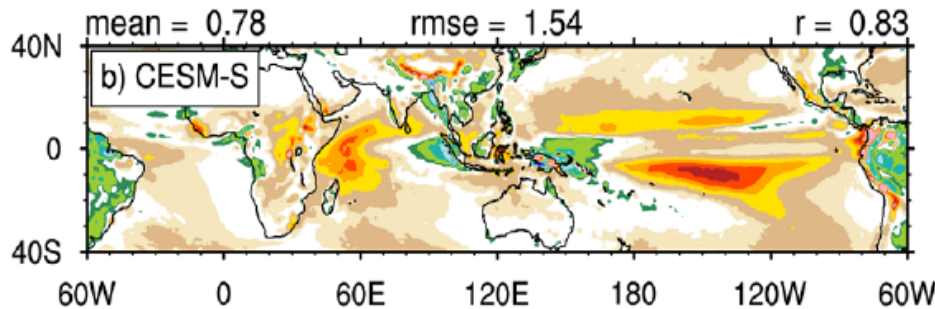 mean = 0.78 rmse = 1.54 r = 0.83
40N
b) CESM-S
0
40S
60W 0 60E 120E 180 120W 60W